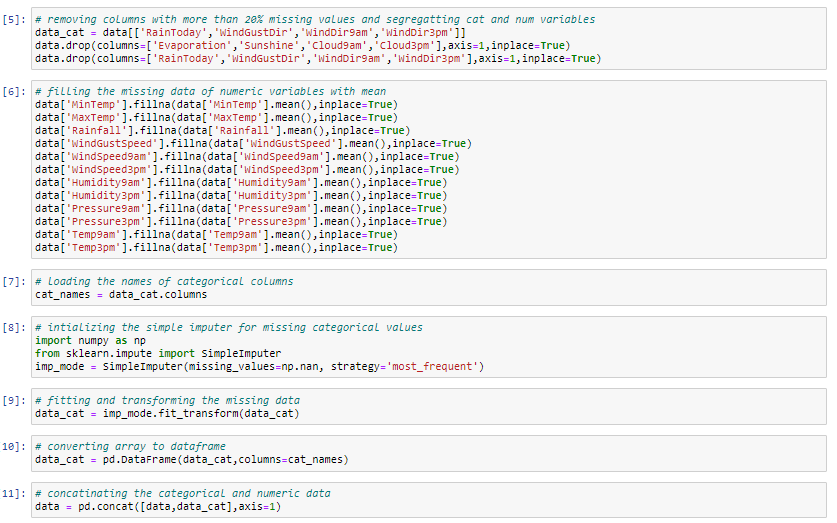 [5]: # removing columns with more than 20% missing values and segregatting cat and num variables
data_cat = data[['RainToday','WindGustDir','WindDir9am','WindDir3pm']]
data.drop(columns=['Evaporation','Sunshine','Cloud9am','Cloud3pm'],axis=1,inplace=True)
data.drop(columns=['RainToday','WindGustDir','WindDir9am','WindDir3pm'],axis=1,inplace=True)
[6]: # filling the missing data of numeric variables with mean
data['MinTemp'].fillna(data['MinTemp'].mean(),inplace=True)
data['MaxTemp'].fillna(data['MaxTemp'].mean(),inplace=True)
data['Rainfall'].fillna(data['Rainfall'].mean(),inplace=True)
data['WindGustSpeed'].fillna(data['WindGustSpeed'].mean(),inplace=True)
data['WindSpeed9am'].fillna(data['WindSpeed9am'].mean(),inplace=True)
data['WindSpeed3pm'].fillna(data['WindSpeed3pm'].mean(),inplace=True)
data['Humidity9am'].fillna(data['Humidity9am'].mean(),inplace=True)
data['Humidity3pm'].fillna(data['Humidity3pm'].mean(),inplace=True)
data['Pressure9am'].fillna(data['Pressure9am'].mean(),inplace=True)
data['Pressure3pm'].fillna(data['Pressure3pm'].mean(),inplace=True)
data['Temp9am'].fillna(data['Temp9am'].mean(),inplace=True)
data['Temp3pm'].fillna(data['Temp3pm'].mean(),inplace=True)
[7]: # Loading the names of categorical columns
cat_names = data_cat.columns
[8]: # intializing the simple imputer for missing categorical values
import numpy as np
from sklearn.impute import SimpleImputer
imp_mode = SimpleImputer(missing_values=np.nan, strategy='most_frequent')
[9]: # fitting and transforming the missing data
data_cat = imp_mode.fit_transform(data_cat)
10]: # converting array to dataframe
data_cat = pd.DataFrame(data_cat,columns=cat_names)
11]: # concatinating the categorical and numeric data
data = pd.concat([data,data_cat],axis=1)